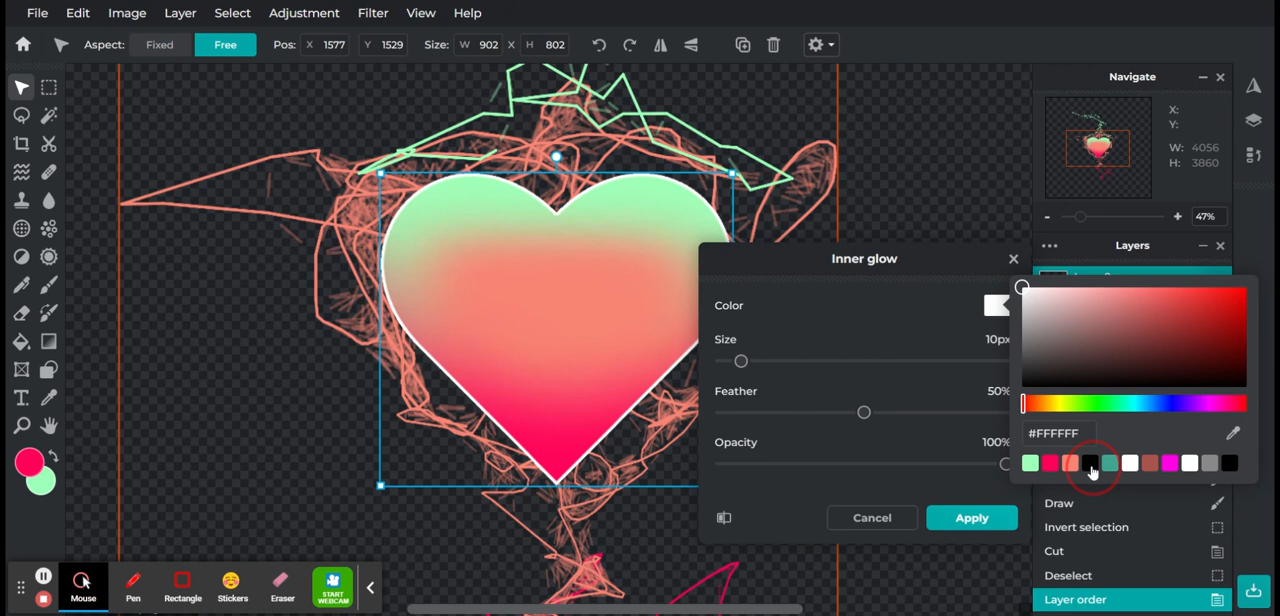 File Edit Image Layer Select Adjustment Filter View Help
Aspect: Fixed Free Pos: X 1577 Y 1529 Size: W 902 X H 802
Navigate
X:
Y:
W: 4056
H: 3860
- + 47%
Layers
Inner glow
Color
Size 10px
Feather 50%
Opacity 100%
#FFFFFF
Cancel Apply
Draw
Invert selection
Cut
Deselect
Layer order
Mouse Pen Rectangle Stickers Eraser START WEBCAM